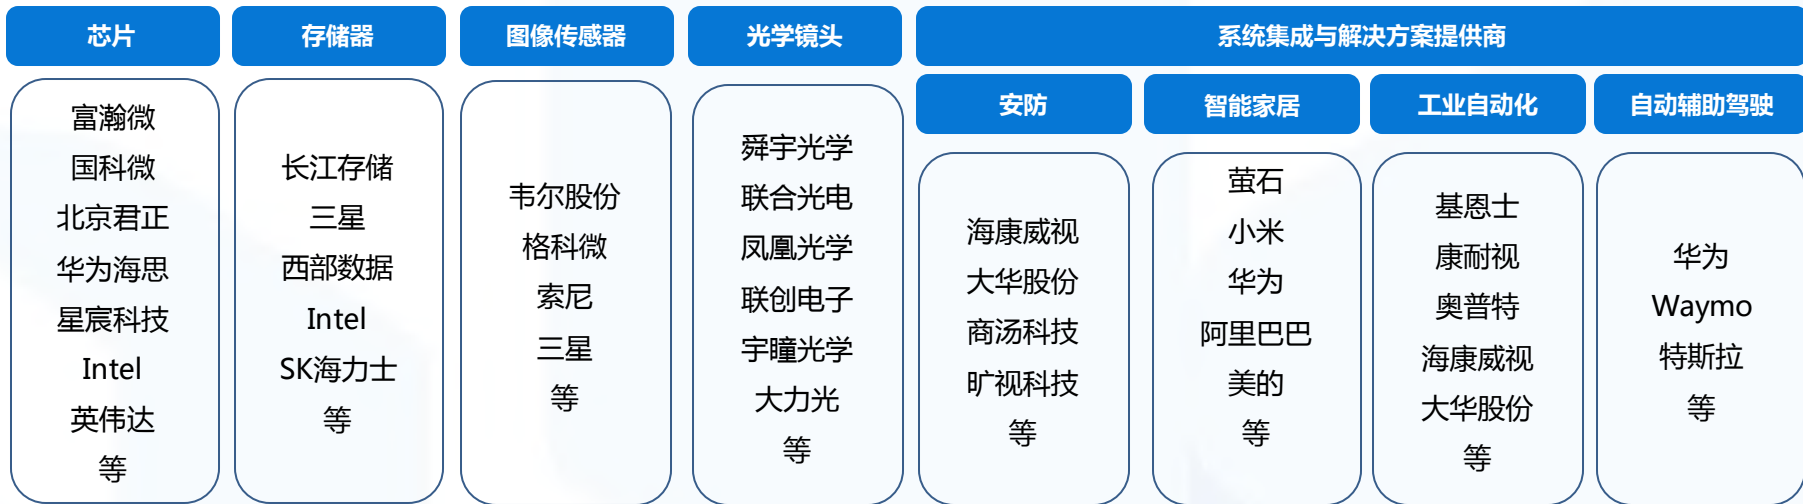 芯片
富瀚微
国科微
北京君正
华为海思
星宸科技
Intel
英伟达
等
存储器
长江存储
三星
西部数据
Intel
SK海力士
等
图像传感器
韦尔股份
格科微
索尼
三星
等
光学镜头
舜宇光学
联合光电
凤凰光学
联创电子
宇瞳光学
大力光
等
系统集成与解决方案提供商
安防
海康威视
大华股份
商汤科技
旷视科技
等
智能家居
萤石
小米
华为
阿里巴巴
美的
等
工业自动化
基恩士
康耐视
奥普特
海康威视
大华股份
等
自动辅助驾驶
华为
Waymo
特斯拉
等